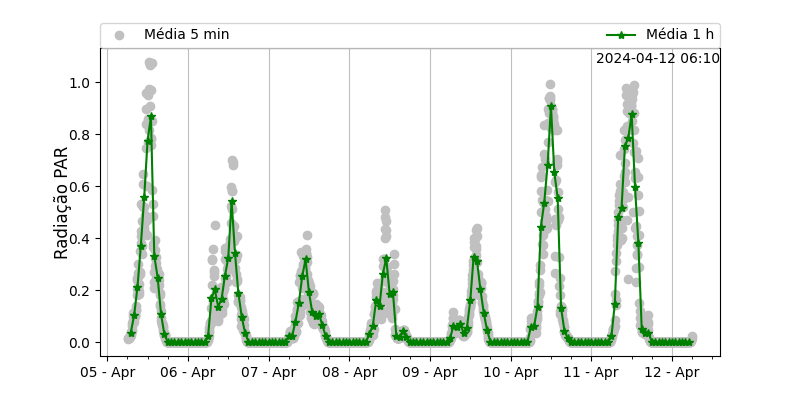 Média 5 min
Média 1 h
2024-04-12 06:10
Radiação PAR
1.0
0.8
0.6
0.4
0.2
0.0
05 - Apr
06 - Apr
07 - Apr
08 - Apr
09 - Apr
10 - Apr
11 - Apr
12 - Apr